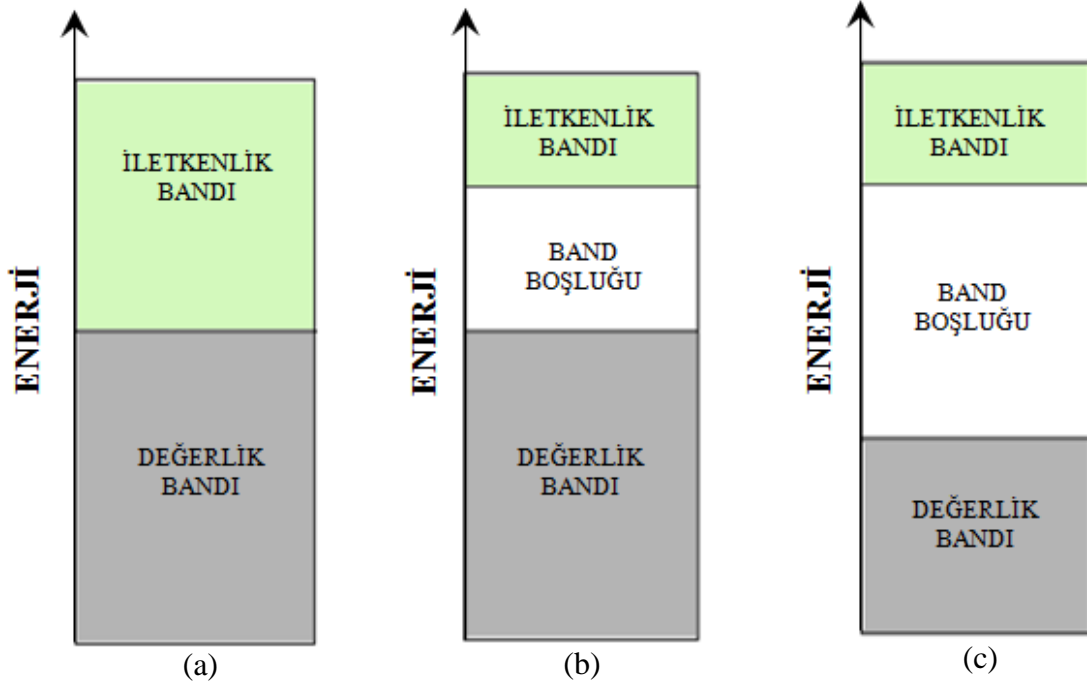 ENERJİ
İLETKENLİK
BANDI
DEĞERLİK
BANDI
(a)
ENERJİ
İLETKENLİK
BANDI
BAND
BOŞLUĞU
DEĞERLİK
BANDI
(b)
ENERJİ
İLETKENLİK
BANDI
BAND
BOŞLUĞU
DEĞERLİK
BANDI
(c)